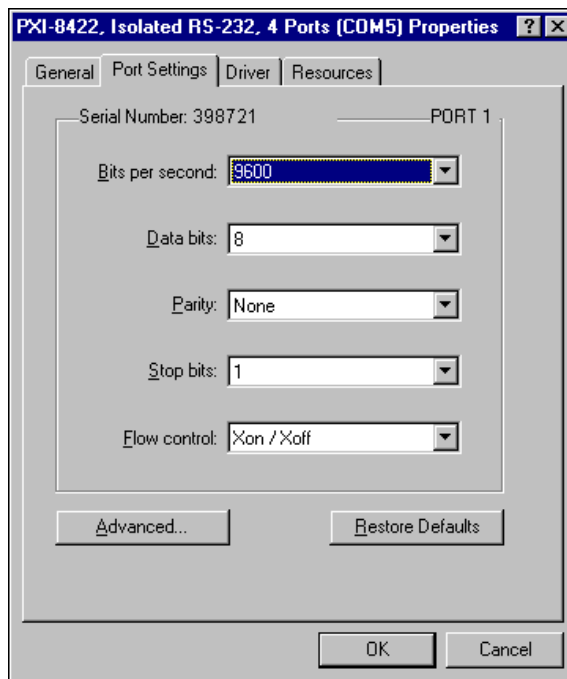 PXI-8422, Isolated RS-232, 4 Ports (COM5) Properties ? X
General Port Settings Driver Resources
Serial Number: 398721 PORT 1
Bits per second: 9600
Data bits: 8
Parity: None
Stop bits: 1
Flow control: Xon / Xoff
Advanced... Restore Defaults
OK Cancel